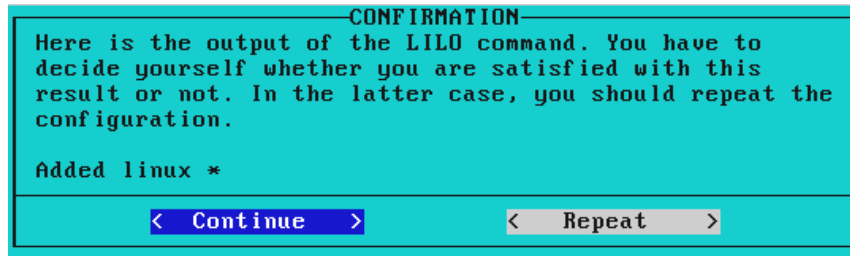 CONFIRMATION
Here is the output of the LILO command. You have to
decide yourself whether you are satisfied with this
result or not. In the latter case, you should repeat the
configuration.
Added linux *
< Continue > < Repeat >